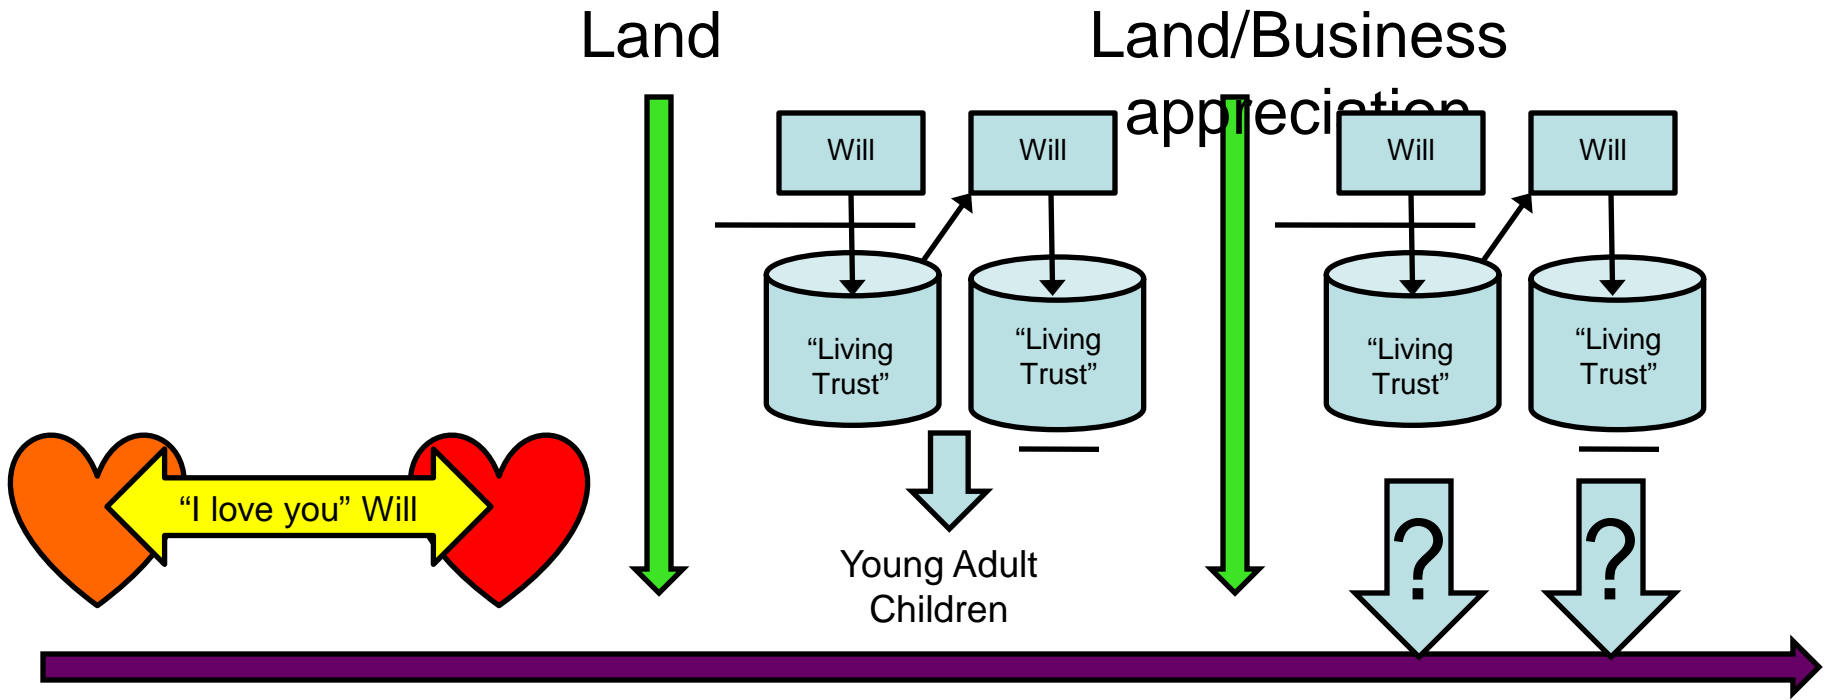 Land
Land/Business
appreciation
Will
Will
Will
Will
“Living
Trust”
“Living
Trust”
“Living
Trust”
“Living
Trust”
“I love you” Will
Young Adult
Children
?
?